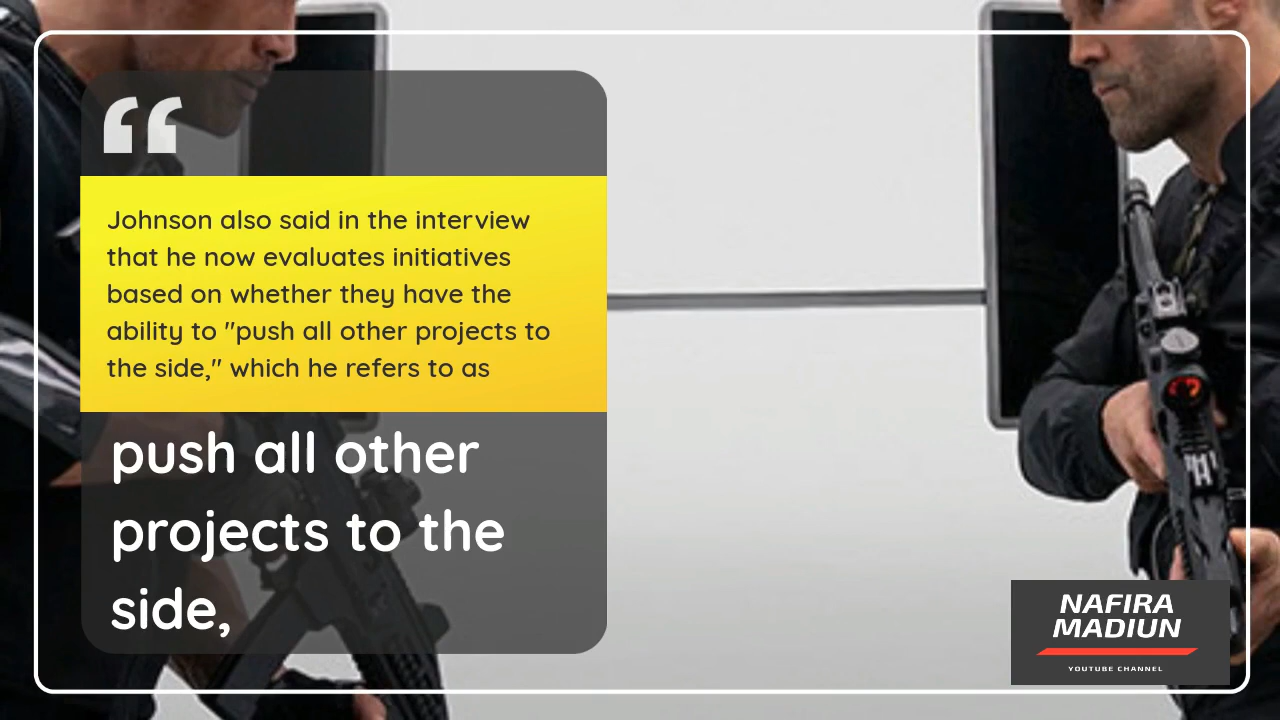 Johnson also said in the interview
that he now evaluates initiatives
based on whether they have the
ability to "push all other projects to
the side," which he refers to as
push all other
projects to the
side,
NAFIRA
MADIUN
YOUTUBE CHANNEL